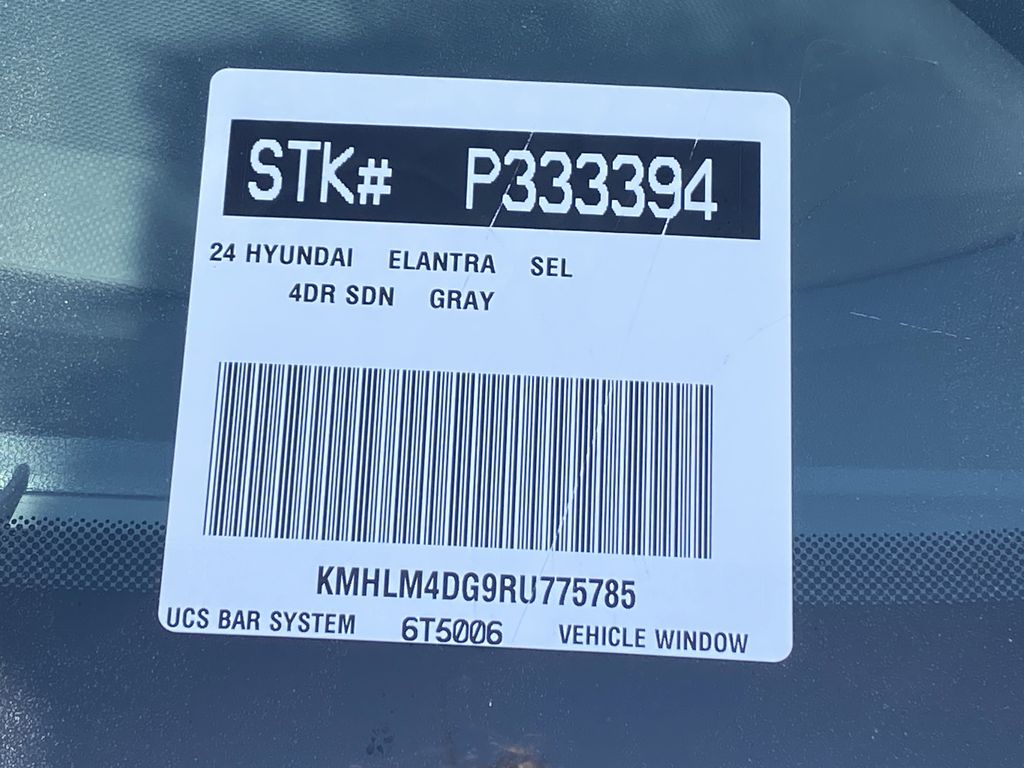 STK# P333394
24 HYUNDAI ELANTRA SEL
4DR SDN GRAY
KMHLM4DG9RU775785
UCS BAR SYSTEM 6T5006 VEHICLE WINDOW